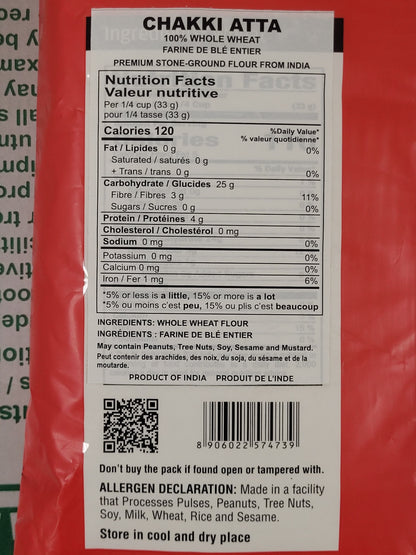 CHAKKI ATTA
100% WHOLE WHEAT
FARINE DE BLÉ ENTIER
PREMIUM STONE-GROUND FLOUR FROM INDIA
Nutrition Facts
Valeur nutritive
Per 1/4 cup (33 g)
pour 1/4 tasse (33 g)
Calories 120 %Daily Value*
% valeur quotidienne*
Fat / Lipides 0 g 0%
Saturated / saturés 0 g
+ Trans / trans 0 g 0%
Carbohydrate / Glucides 25 g
Fibre / Fibres 3 g 11%
Sugars / Sucres 0 g 0%
Protein / Protéines 4 g
Cholesterol / Cholestérol 0 mg
Sodium 0 mg 0%
Potassium 0 mg 0%
Calcium 0 mg 0%
Iron / Fer 1 mg 6%
*5% or less is a little, 15% or more is a lot
*5% ou moins c'est peu, 15% ou plis c'est beaucoup
INGREDIENTS: WHOLE WHEAT FLOUR
INGRÉDIENTS : FARINE DE BLÉ ENTIER
May contain Peanuts, Tree Nuts, Soy, Sesame and Mustard.
Peut contenir des arachides, des noix, du soja, du sésame et de la
moutarde.
PRODUCT OF INDIA PRODUIT DE L'INDE
8 906022 574739
Don't buy the pack if found open or tampered with.
ALLERGEN DECLARATION: Made in a facility
that Processes Pulses, Peanuts, Tree Nuts,
Soy, Milk, Wheat, Rice and Sesame.
Store in cool and dry place